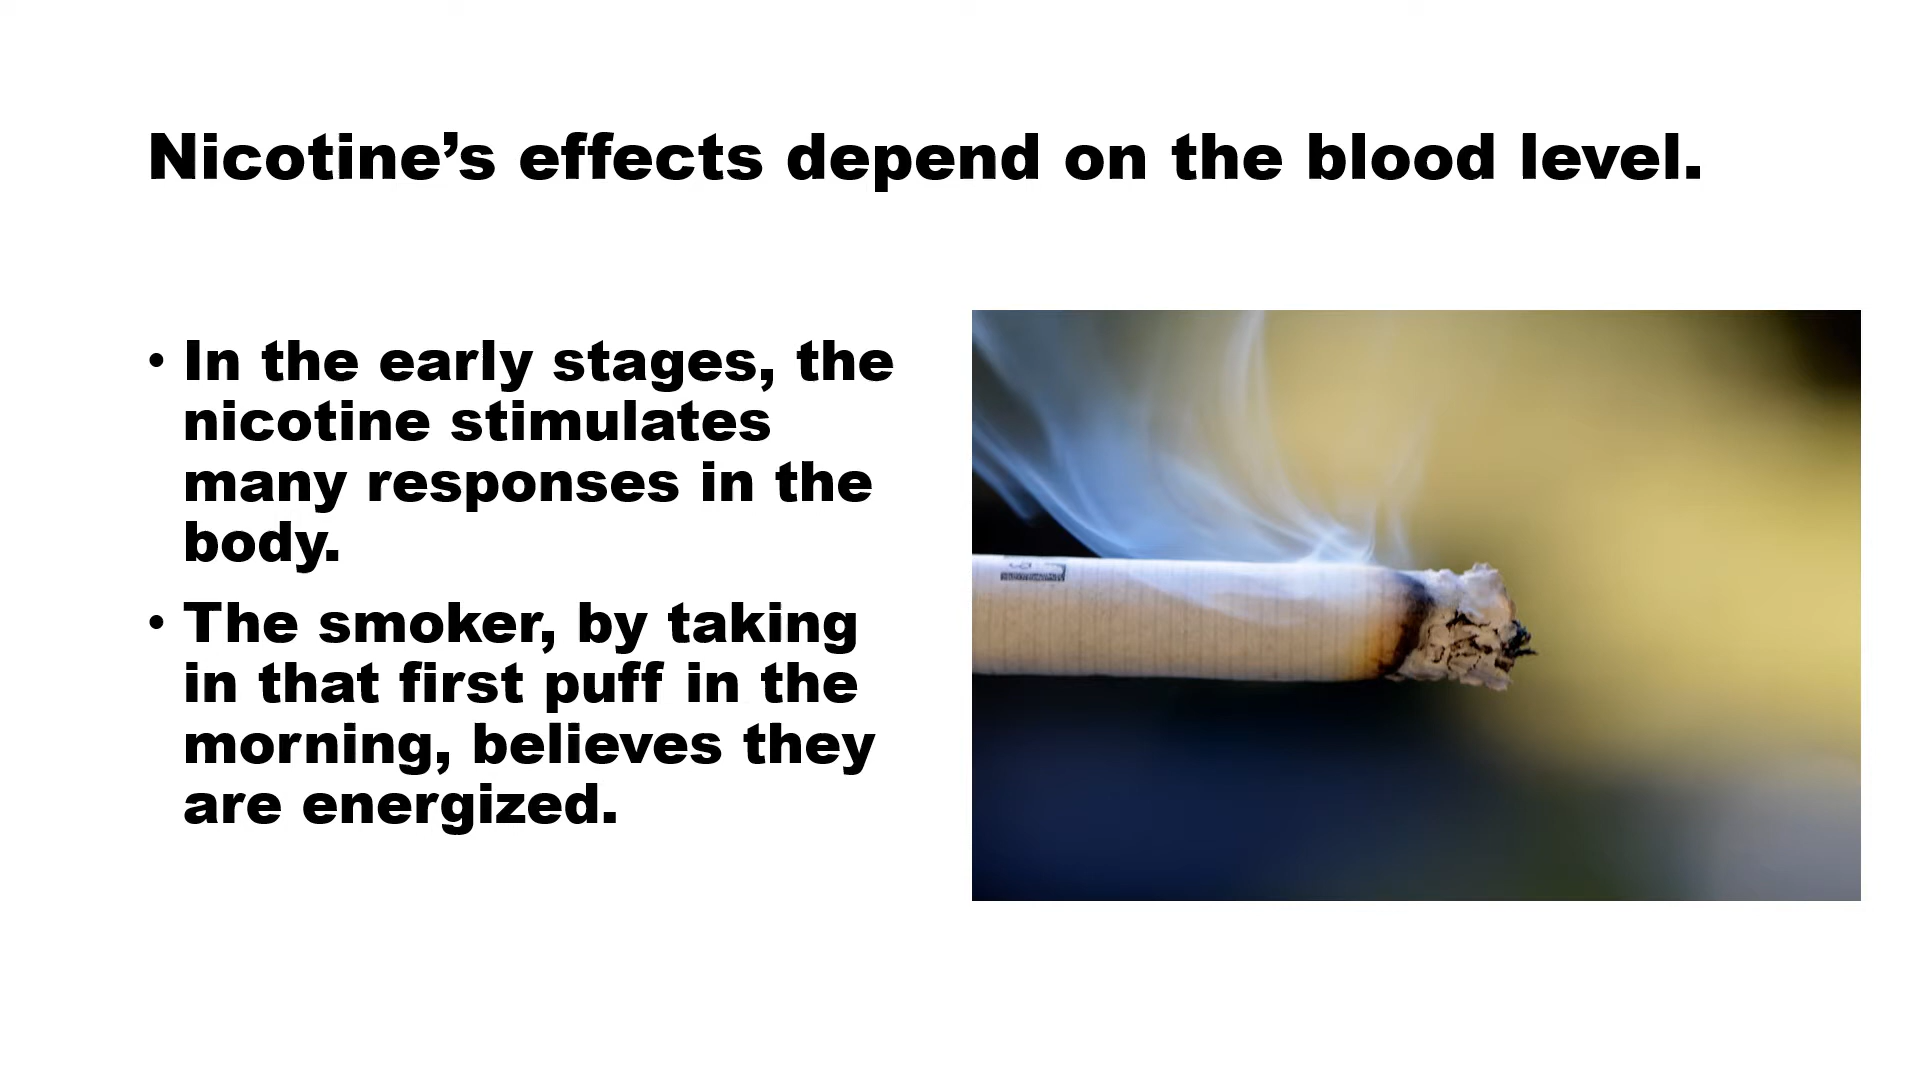 Nicotine’s effects depend on the blood level.
• In the early stages, the
nicotine stimulates
many responses in the
body.
• The smoker, by taking
in that first puff in the
morning, believes they
are energized.